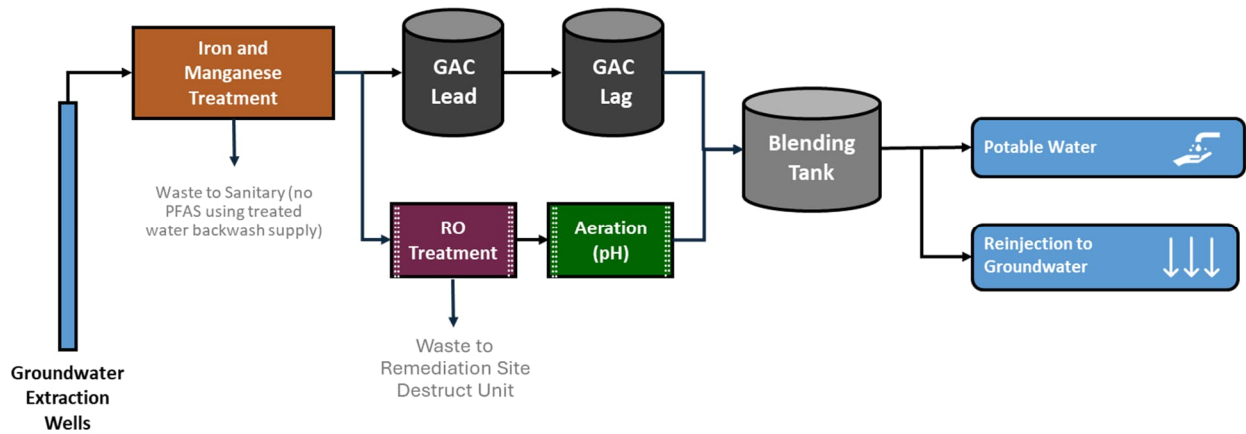 Iron and
Manganese
Treatment
GAC
Lead
GAC
Lag
Blending
Tank
Potable Water
Waste to Sanitary (no
PFAS using treated
water backwash supply)
RO
Treatment
Aeration
(pH)
Reinjection to
Groundwater
Waste to
Remediation Site
Destruct Unit
Groundwater
Extraction
Wells